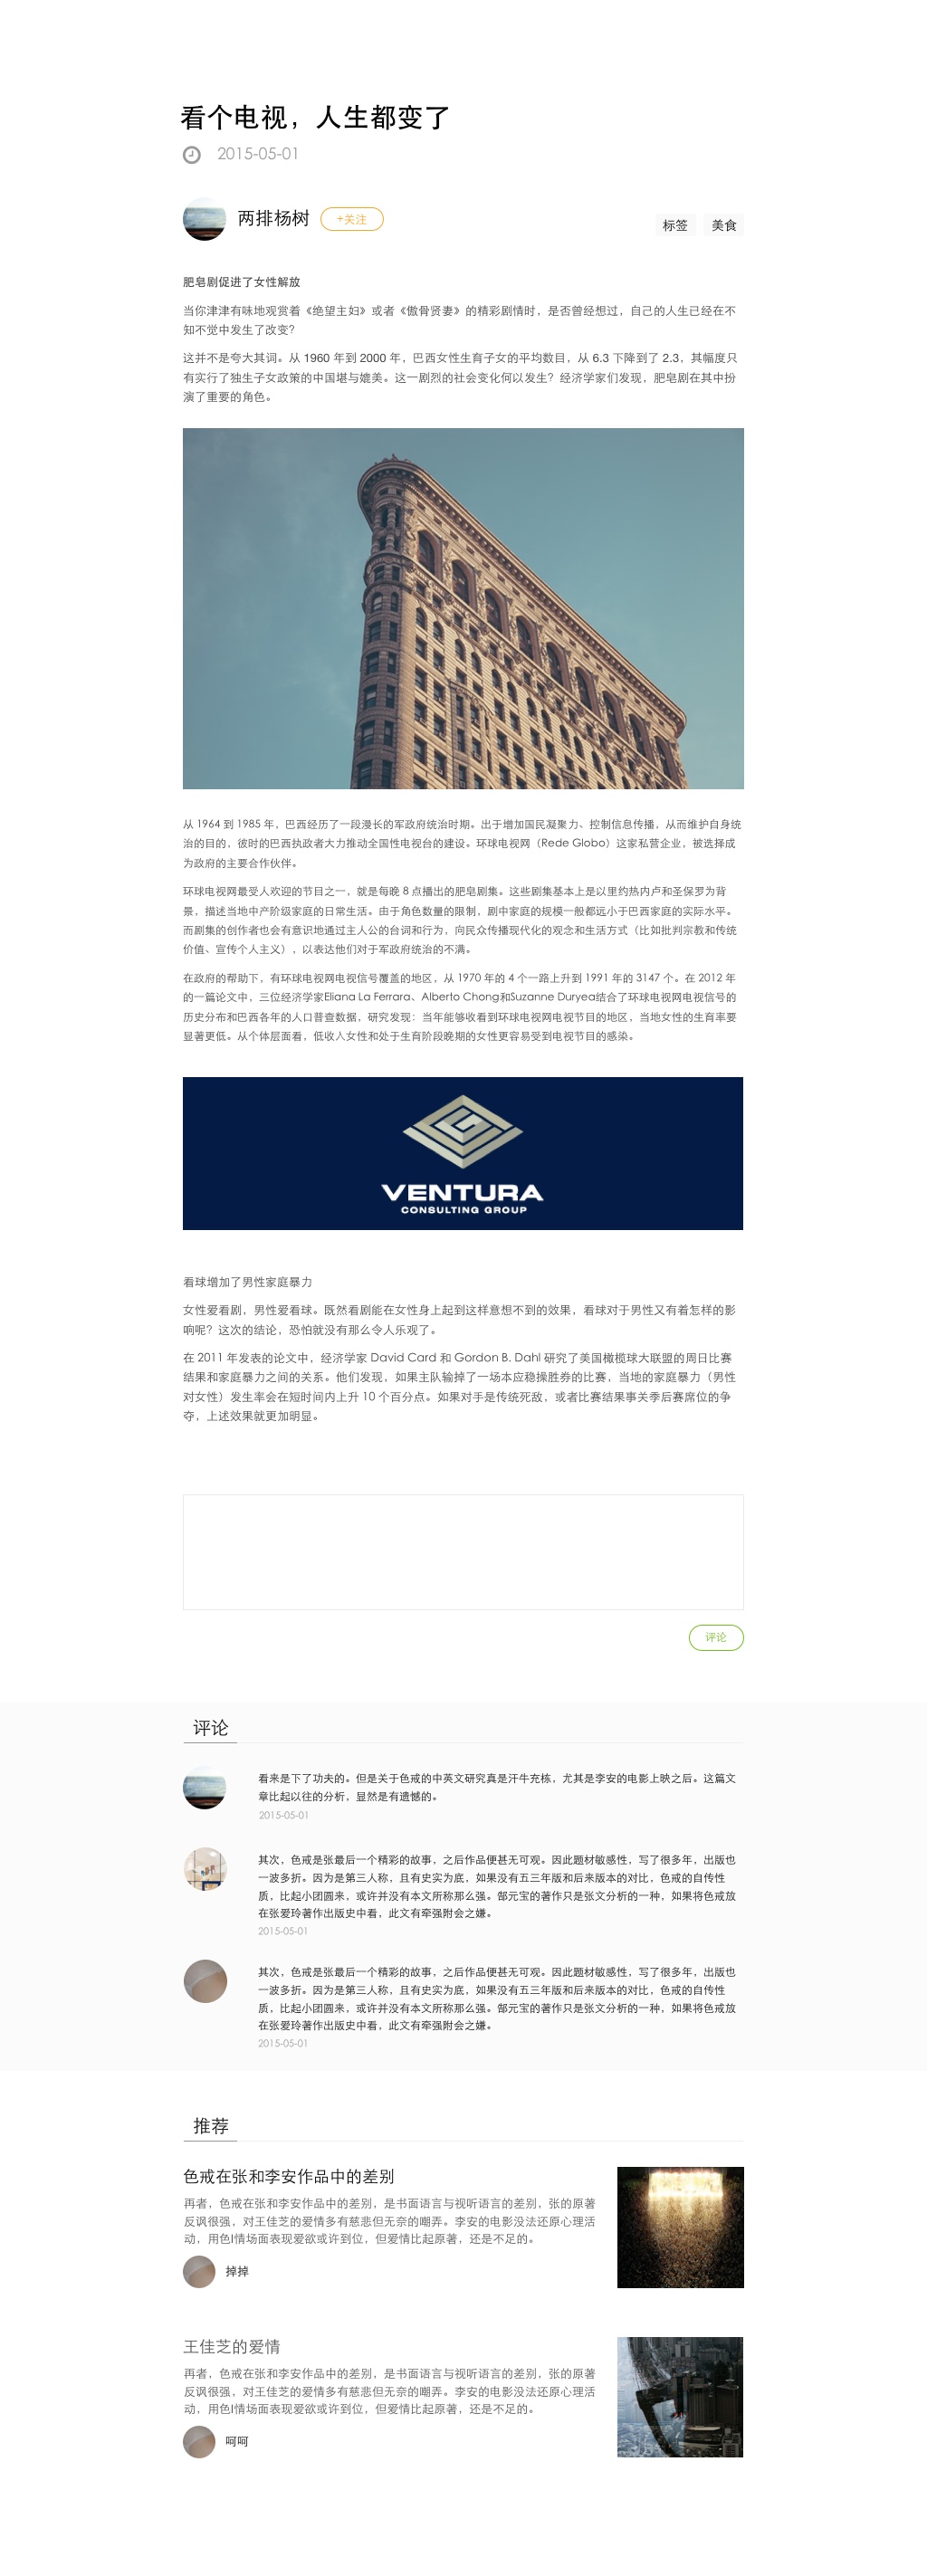 看个电视，人生都变了
2015-05-01
两排杨树
+关注
标签
美食
肥皂剧促进了女性解放
当你津津有味地观赏着《绝望主妇》或者《傲骨贤妻》的精彩剧情时，是否曾经想过，自己的人生已经在不
知不觉中发生了改变？
这并不是夸大其词。从 1960 年到 2000 年，巴西女性生育子女的平均数目，从 6.3 下降到了 2.3，其幅度只
有实行了独生子女政策的中国堪与媲美。这一剧烈的社会变化何以发生？经济学家们发现，肥皂剧在其中扮
演了重要的角色。
从 1964 到 1985 年，巴西经历了一段漫长的军政府统治时期。出于增加国民凝聚力、控制信息传播，从而维护自身统
治的目的，彼时的巴西执政者大力推动全国性电视台的建设。环球电视网（Rede Globo）这家私营企业，被选择成
为政府的主要合作伙伴。
环球电视网最受人欢迎的节目之一，就是每晚 8 点播出的肥皂剧集。这些剧集基本上是以里约热内卢和圣保罗为背
景，描述当地中产阶级家庭的日常生活。由于角色数量的限制，剧中家庭的规模一般都远小于巴西家庭的实际水平。
而剧集的创作者也会有意识地通过主人公的台词和行为，向民众传播现代化的观念和生活方式（比如批判宗教和传统
价值、宣传个人主义），以表达他们对于军政府统治的不满。
在政府的帮助下，有环球电视网电视信号覆盖的地区，从 1970 年的 4 个一路上升到 1991 年的 3147 个。在 2012 年
的一篇论文中，三位经济学家Eliana La Ferrara、Alberto Chong和Suzanne Duryea结合了环球电视网电视信号的
历史分布和巴西各年的人口普查数据，研究发现：当年能够收看到环球电视网电视节目的地区，当地女性的生育率要
显著更低。从个体层面看，低收入女性和处于生育阶段晚期的女性更容易受到电视节目的感染。
VENTURA
CONSULTING GROUP
看球增加了男性家庭暴力
女性爱看剧，男性爱看球。既然看剧能在女性身上起到这样意想不到的效果，看球对于男性又有着怎样的影
响呢？这次的结论，恐怕就没有那么令人乐观了。
在 2011 年发表的论文中，经济学家 David Card 和 Gordon B. Dahl 研究了美国橄榄球大联盟的周日比赛
结果和家庭暴力之间的关系。他们发现，如果主队输掉了一场本应稳操胜券的比赛，当地的家庭暴力（男性
对女性）发生率会在短时间内上升 10 个百分点。如果对手是传统死敌，或者比赛结果事关季后赛席位的争
夺，上述效果就更加明显。
评论
评论
看来是下了功夫的。但是关于色戒的中英文研究真是汗牛充栋，尤其是李安的电影上映之后。这篇文
章比起以往的分析，显然是有遗憾的。
2015-05-01
其次，色戒是张最后一个精彩的故事，之后作品便甚无可观。因此题材敏感性，写了很多年，出版也
一波多折。因为是第三人称，且有史实为底，如果没有五三年版和后来版本的对比，色戒的自传性
质，比起小团圆来，或许并没有本文所称那么强。郜元宝的著作只是张文分析的一种，如果将色戒放
在张爱玲著作出版史中看，此文有牵强附会之嫌。
2015-05-01
其次，色戒是张最后一个精彩的故事，之后作品便甚无可观。因此题材敏感性，写了很多年，出版也
一波多折。因为是第三人称，且有史实为底，如果没有五三年版和后来版本的对比，色戒的自传性
质，比起小团圆来，或许并没有本文所称那么强。郜元宝的著作只是张文分析的一种，如果将色戒放
在张爱玲著作出版史中看，此文有牵强附会之嫌。
2015-05-01
推荐
色戒在张和李安作品中的差别
再者，色戒在张和李安作品中的差别，是书面语言与视听语言的差别，张的原著
反讽很强，对王佳芝的爱情多有慈悲但无奈的嘲弄。李安的电影没法还原心理活
动，用色|情场面表现爱欲或许到位，但爱情比起原著，还是不足的。
掉掉
王佳芝的爱情
再者，色戒在张和李安作品中的差别，是书面语言与视听语言的差别，张的原著
反讽很强，对王佳芝的爱情多有慈悲但无奈的嘲弄。李安的电影没法还原心理活
动，用色|情场面表现爱欲或许到位，但爱情比起原著，还是不足的。
呵呵